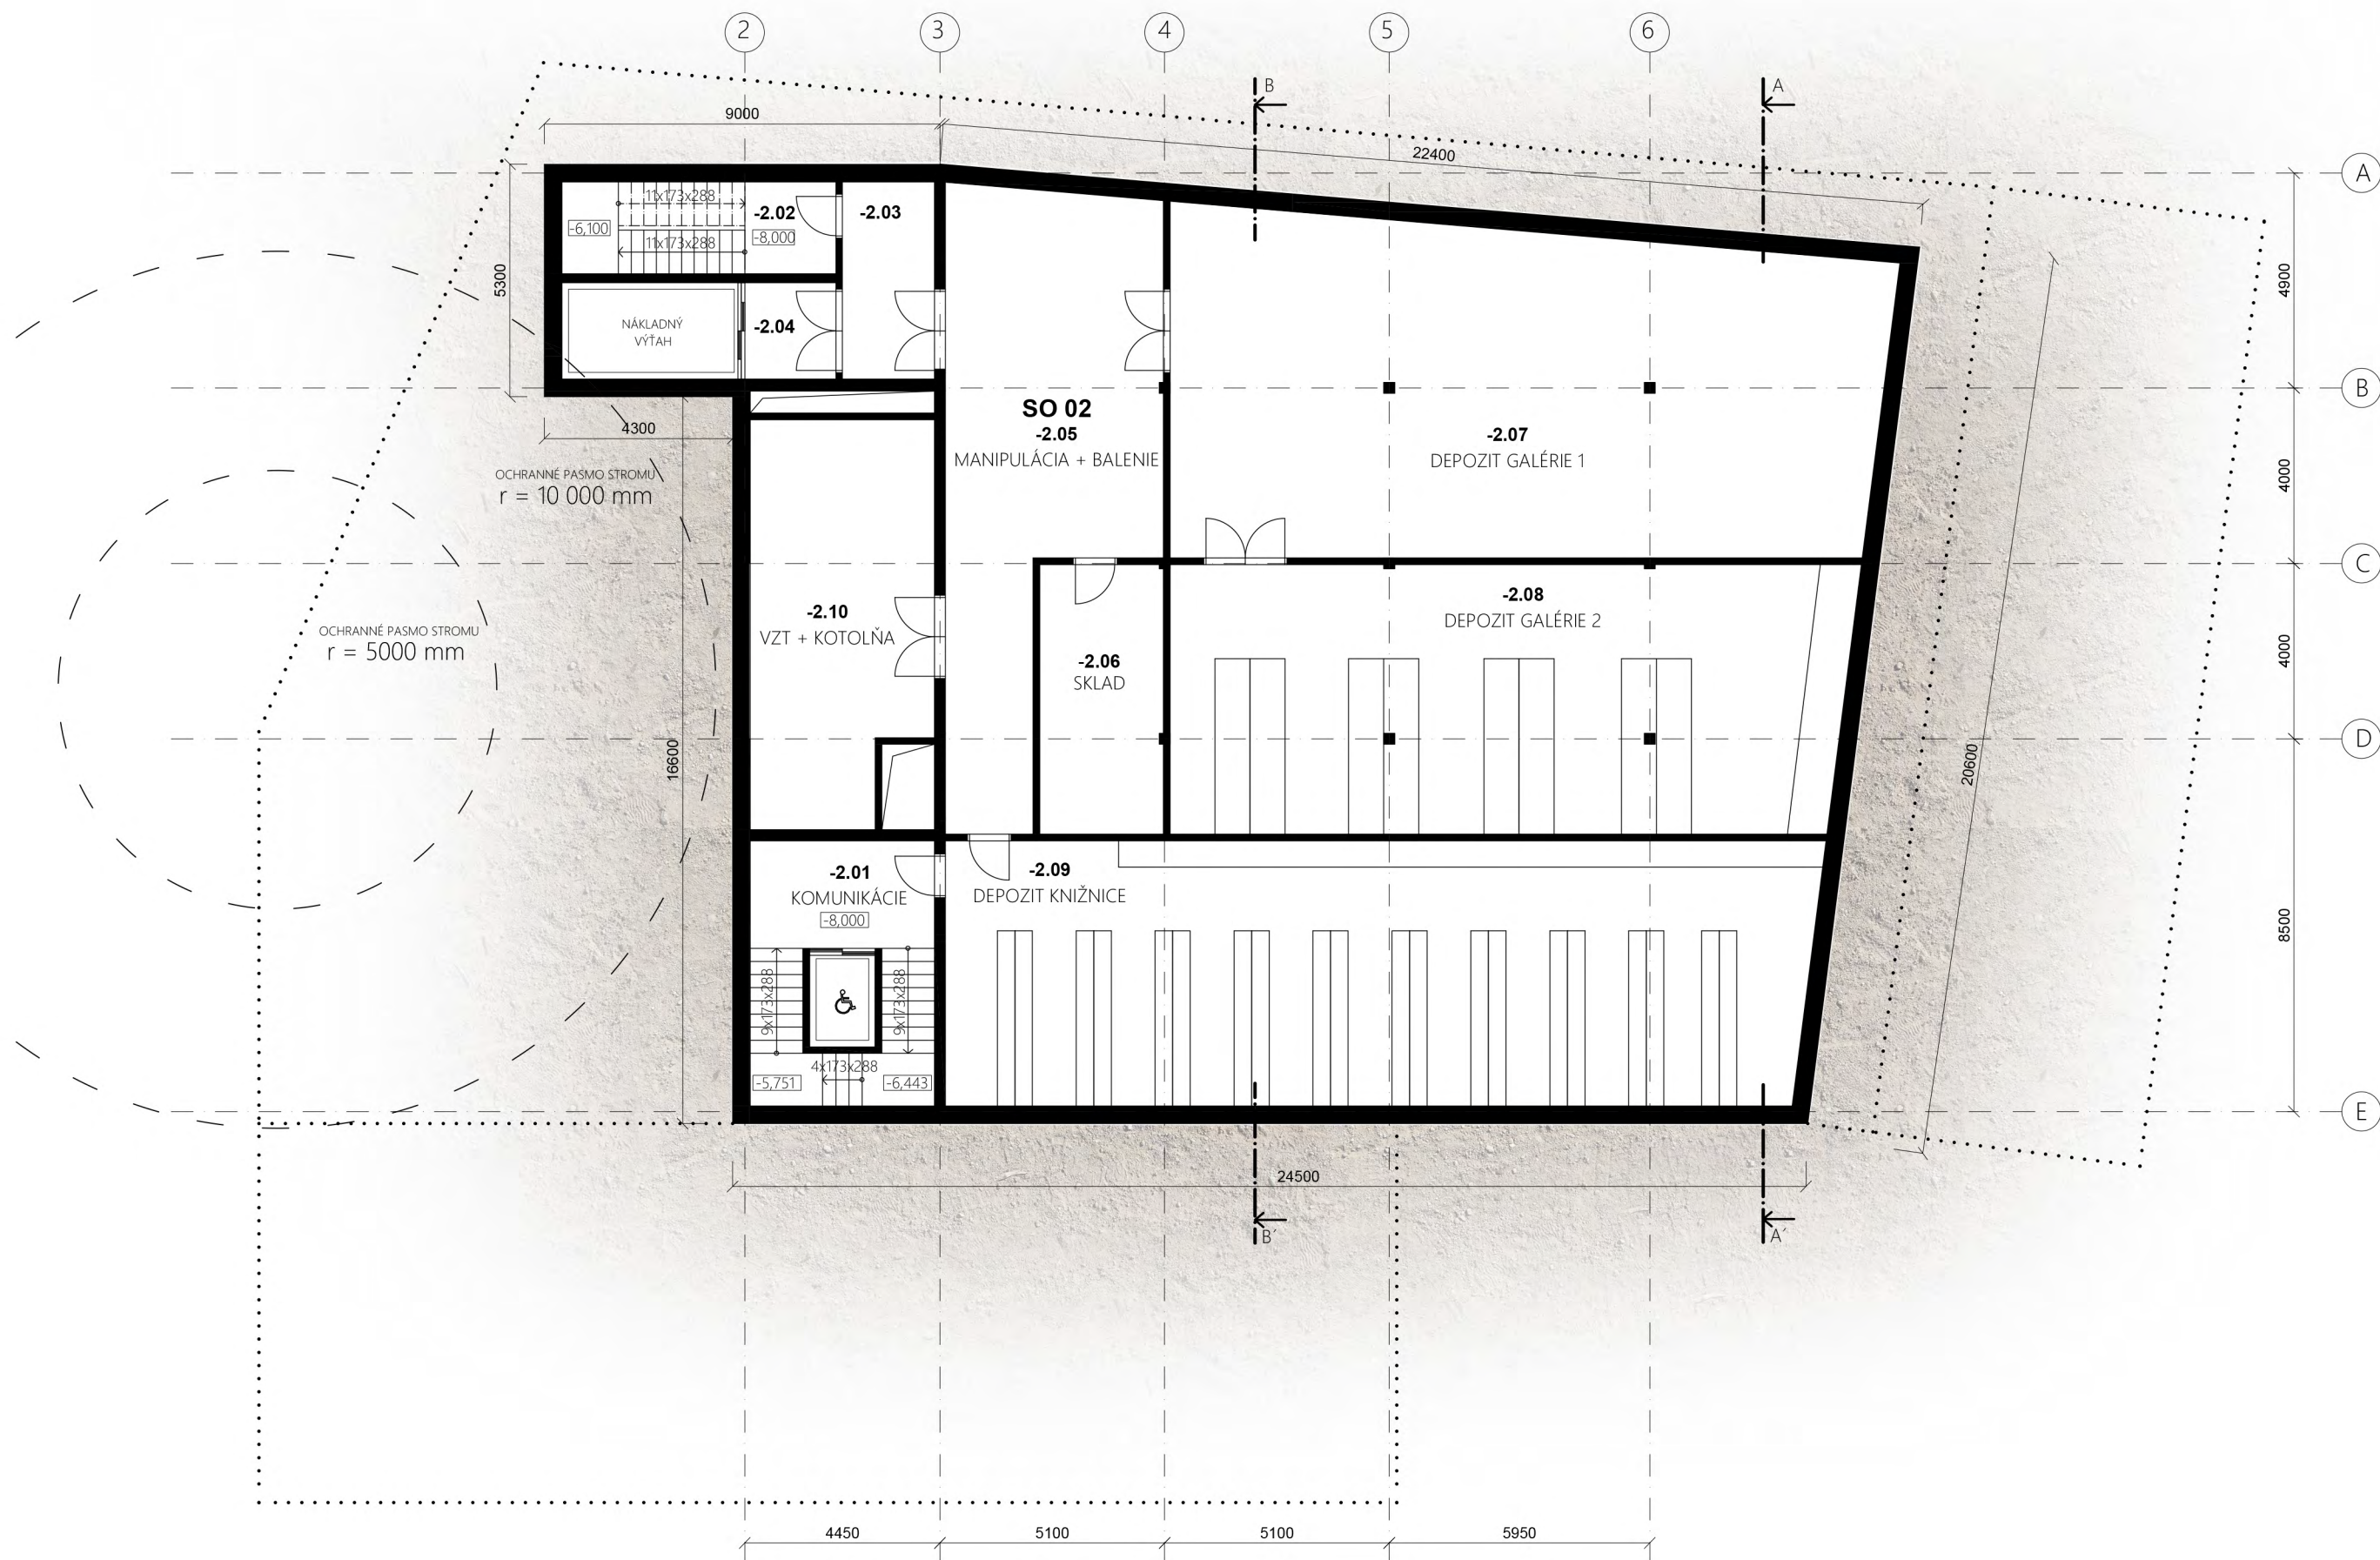 2
3
4
5
6
B
A
9000
22400
A
11x173x288
-2.02
-2.03
-6,100
-8,000
11x173x288
5300
4900
NÁKLADNÝ
VÝŤAH
-2.04
B
SO 02
-2.05
MANIPULÁCIA + BALENIE
4300
-2.07
DEPOZIT GALÉRIE 1
OCHRANNÉ PASMO STROMU
r = 10 000 mm
4000
C
-2.08
DEPOZIT GALÉRIE 2
-2.10
VZT + KOTOLŇA
OCHRANNÉ PASMO STROMU
r = 5000 mm
-2.06
SKLAD
4000
D
16600
20600
-2.01
KOMUNIKÁCIE
-8,000
-2.09
DEPOZIT KNIŽNICE
8500
9x173x288
9x173x288
4x173x288
-5,751
-6,443
E
24500
B´
A´
4450
5100
5100
5950